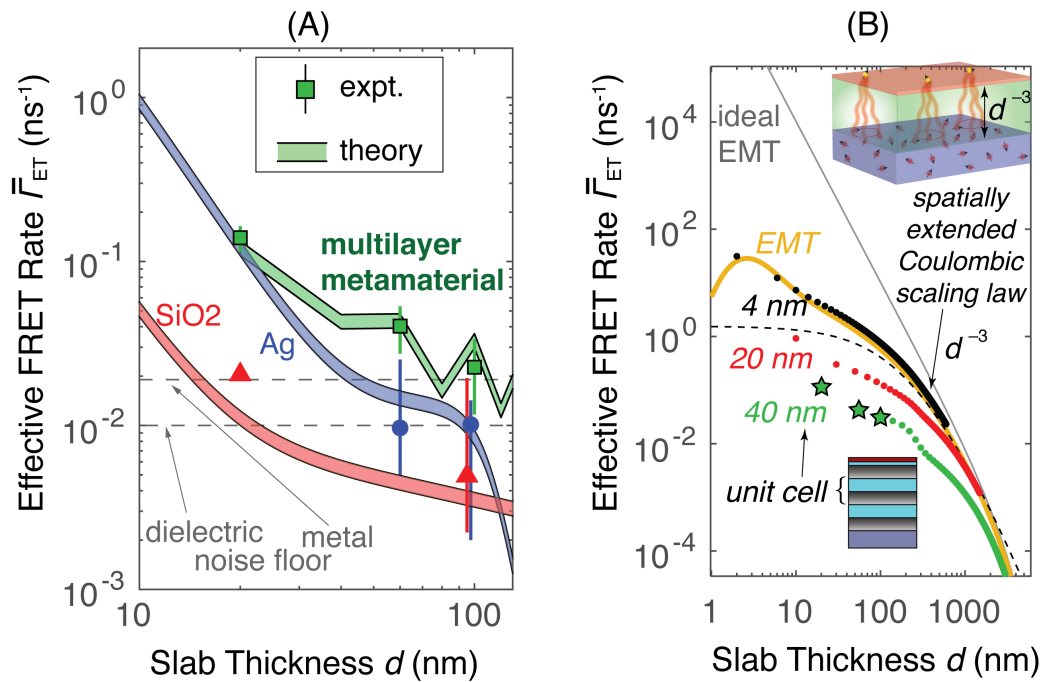 (A)
Effective FRET Rate Γ̿ET (ns⁻¹)
10⁰
10⁻¹
10⁻²
10⁻³
expt.
theory
multilayer
metamaterial
SiO2
Ag
dielectric
metal
noise floor
10
100
Slab Thickness d (nm)
(B)
Effective FRET Rate Γ̿ET (ns⁻¹)
10⁴
10²
10⁰
10⁻²
10⁻⁴
ideal
EMT
d⁻³
spatially
extended
Coulombic
scaling law
EMT
4 nm
d⁻³
20 nm
40 nm
unit cell
1
10
100
1000
Slab Thickness d (nm)